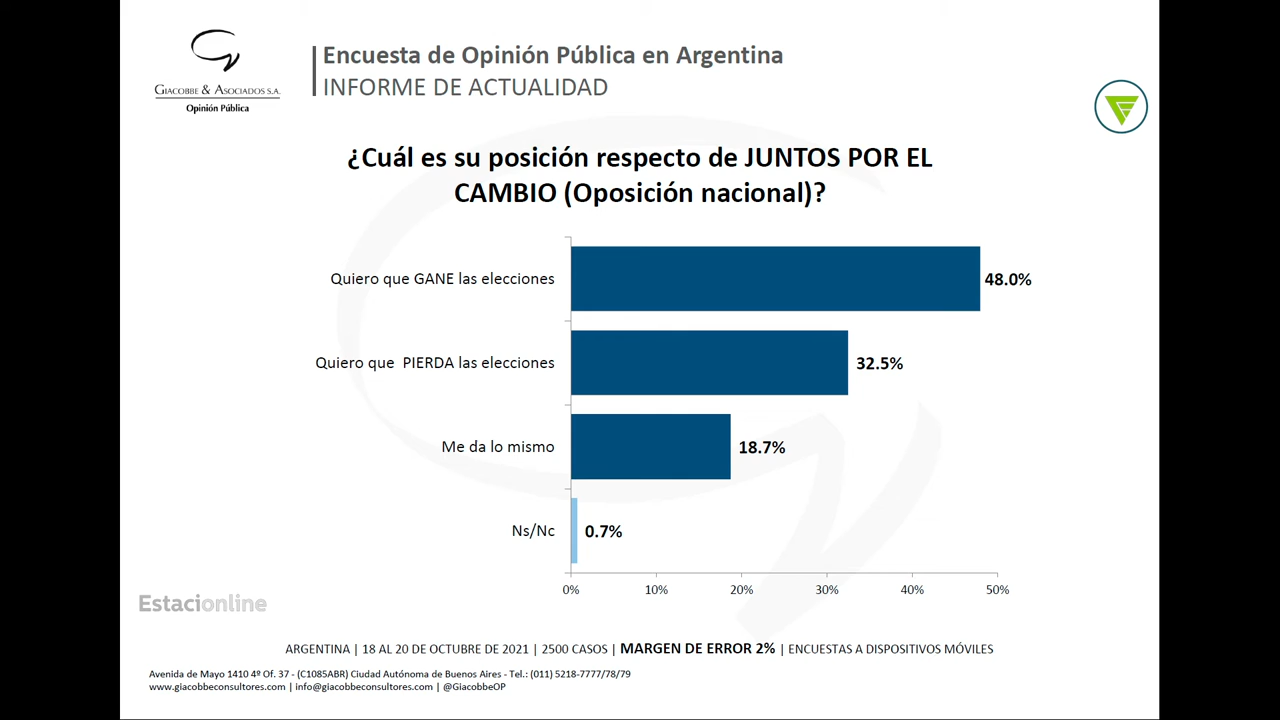 GIACOBBE & ASOCIADOS S.A.
Opinión Pública
Encuesta de Opinión Pública en Argentina
INFORME DE ACTUALIDAD
¿Cuál es su posición respecto de JUNTOS POR EL
CAMBIO (Oposición nacional)?
Quiero que GANE las elecciones 48.0%
Quiero que  PIERDA las elecciones 32.5%
Me da lo mismo 18.7%
Ns/Nc 0.7%
0% 10% 20% 30% 40% 50%
Estacionline
ARGENTINA | 18 AL 20 DE OCTUBRE DE 2021 | 2500 CASOS | MARGEN DE ERROR 2% | ENCUESTAS A DISPOSITIVOS MÓVILES
Avenida de Mayo 1410 4º Of. 37 - (C1085ABR) Ciudad Autónoma de Buenos Aires - Tel.: (011) 5218-7777/78/79
www.giacobbeconsultores.com | info@giacobbeconsultores.com | @GiacobbeOP